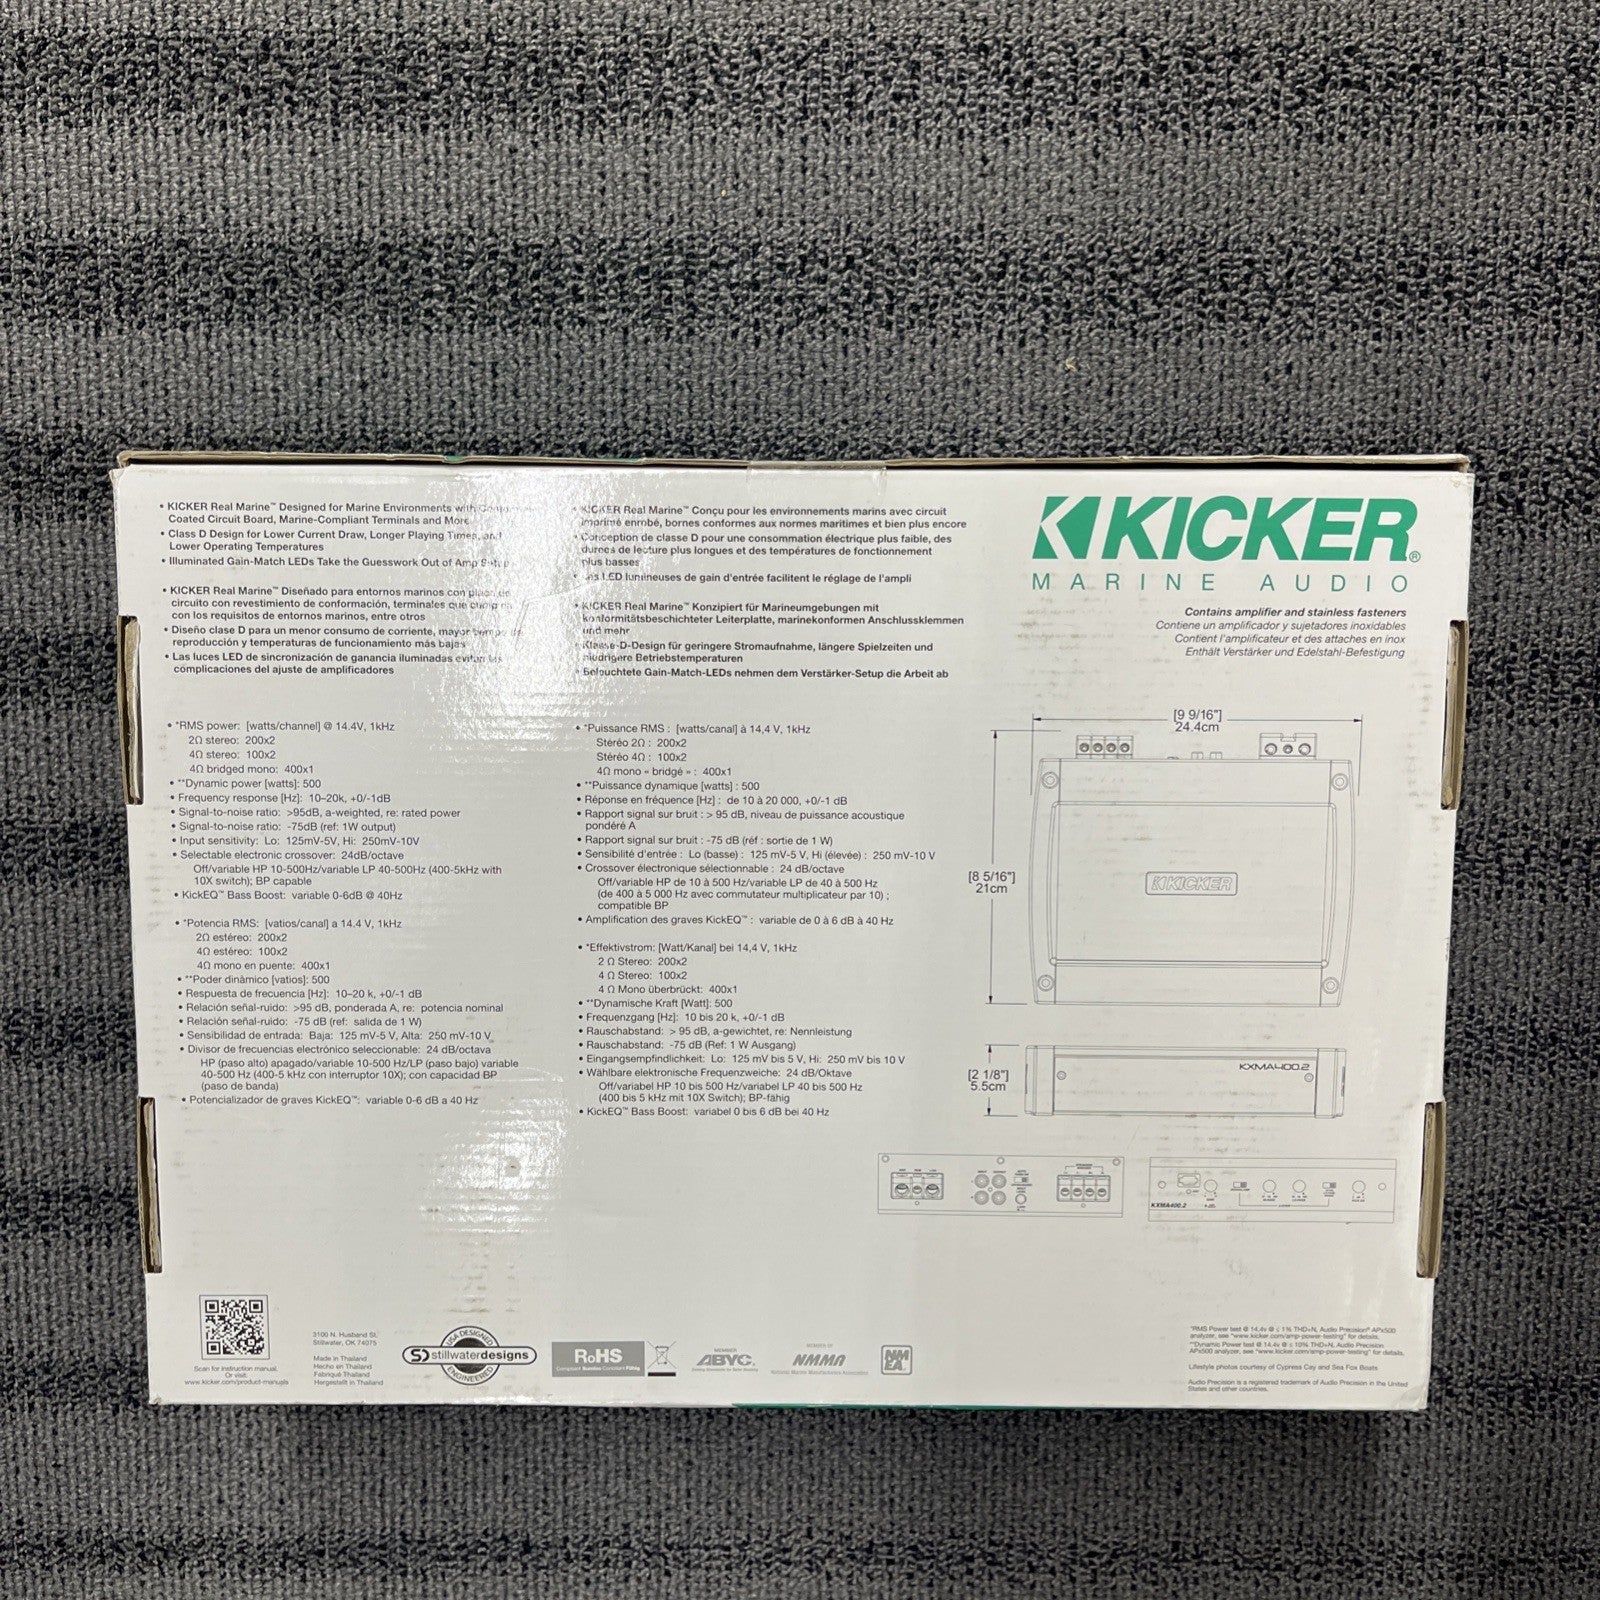 • KICKER Real Marine™ Designed for Marine Environments with
Coated Circuit Board, Marine-Compliant Terminals and More
• Class D Design for Lower Current Draw, Longer Playing Times, and
Lower Operating Temperatures
• Illuminated Gain-Match LEDs Take the Guesswork Out of Amp Setup
• KICKER Real Marine™ Diseñado para entornos marinos con placa de
circuito con revestimiento de conformación, terminales que
con los requisitos de entornos marinos, entre otros
• Diseño clase D para un menor consumo de corriente, mayor tiempo de
reproducción y temperaturas de funcionamiento más bajas
• Las luces LED de sincronización de ganancia iluminadas evitan las
complicaciones del ajuste de amplificadores
• KICKER Real Marine™ Conçu pour les environnements marins avec circuit
imprimé enrobé, bornes conformes aux normes maritimes et bien plus encore
• Conception de classe D pour une consommation électrique plus faible, des
durées de lecture plus longues et des températures de fonctionnement
plus basses
• Les LED lumineuses de gain d'entrée facilitent le réglage de l'ampli
• KICKER Real Marine™ Konzipiert für Marineumgebungen mit
konformitätsbeschichteter Leiterplatte, marinekonformen Anschlussklemmen
und mehr
• Klasse-D-Design für geringere Stromaufnahme, längere Spielzeiten und
niedrigere Betriebstemperaturen
• Beleuchtete Gain-Match-LEDs nehmen dem Verstärker-Setup die Arbeit ab
KICKER®
MARINE AUDIO
Contains amplifier and stainless fasteners
Contiene un amplificador y sujetadores inoxidables
Contient l'amplificateur et des attaches en inox
Enthält Verstärker und Edelstahl-Befestigung
• *RMS power: [watts/channel] @ 14.4V, 1kHz
2Ω stereo: 200x2
4Ω stereo: 100x2
4Ω bridged mono: 400x1
• **Dynamic power [watts]: 500
• Frequency response [Hz]: 10–20k, +0/-1dB
• Signal-to-noise ratio: >95dB, a-weighted, re: rated power
• Signal-to-noise ratio: -75dB (ref: 1W output)
• Input sensitivity: Lo: 125mV-5V, Hi: 250mV-10V
• Selectable electronic crossover: 24dB/octave
Off/variable HP 10-500Hz/variable LP 40-500Hz (400-5kHz with
10X switch); BP capable
• KickEQ™ Bass Boost: variable 0-6dB @ 40Hz
• *Potencia RMS: [vatios/canal] a 14.4 V, 1kHz
2Ω estéreo: 200x2
4Ω estéreo: 100x2
4Ω mono en puente: 400x1
• **Poder dinámico [vatios]: 500
• Respuesta de frecuencia [Hz]: 10–20 k, +0/-1 dB
• Relación señal-ruido: >95 dB, ponderada A, re: potencia nominal
• Relación señal-ruido: -75 dB (ref: salida de 1 W)
• Sensibilidad de entrada: Baja: 125 mV-5 V, Alta: 250 mV-10 V
• Divisor de frecuencias electrónico seleccionable: 24 dB/octava
HP (paso alto) apagado/variable 10-500 Hz/LP (paso bajo) variable
40-500 Hz (400-5 kHz con interruptor 10X); con capacidad BP
(paso de banda)
• Potencializador de graves KickEQ™: variable 0-6 dB a 40 Hz
• *Puissance RMS : [watts/canal] à 14,4 V, 1kHz
Stéréo 2Ω : 200x2
Stéréo 4Ω : 100x2
4Ω mono « bridgé » : 400x1
• **Puissance dynamique [watts] : 500
• Réponse en fréquence [Hz] : de 10 à 20 000, +0/-1 dB
• Rapport signal sur bruit : > 95 dB, niveau de puissance acoustique
pondéré A
• Rapport signal sur bruit : -75 dB (réf : sortie de 1 W)
• Sensibilité d'entrée : Lo (basse) : 125 mV-5 V, Hi (élevée) : 250 mV-10 V
• Crossover électronique sélectionnable : 24 dB/octave
Off/variable HP de 10 à 500 Hz/variable LP de 40 à 500 Hz
(de 400 à 5 000 Hz avec commutateur multiplicateur par 10) ;
compatible BP
• Amplification des graves KickEQ™ : variable de 0 à 6 dB à 40 Hz
• *Effektivstrom: [Watt/Kanal] bei 14,4 V, 1kHz
2 Ω Stereo: 200x2
4 Ω Stereo: 100x2
4 Ω Mono überbrückt: 400x1
• **Dynamische Kraft [Watt]: 500
• Frequenzgang [Hz]: 10 bis 20 k, +0/-1 dB
• Rauschabstand: > 95 dB, a-gewichtet, re: Nennleistung
• Rauschabstand: -75 dB (Ref: 1 W Ausgang)
• Eingangsempfindlichkeit: Lo: 125 mV bis 5 V, Hi: 250 mV bis 10 V
• Wählbare elektronische Frequenzweiche: 24 dB/Oktave
Off/variabel HP 10 bis 500 Hz/variabel LP 40 bis 500 Hz
(400 bis 5 kHz mit 10X Switch); BP-fähig
• KickEQ™ Bass Boost: variabel 0 bis 6 dB bei 40 Hz
[9 9/16"]
24.4cm
[8 5/16"]
21cm
KICKER
[2 1/8"]
5.5cm
KXMA400.2
KXMA400.2
Scan for instruction manual.
Or visit
www.kicker.com/product-manuals
3100 N. Husband St.
Stillwater, OK 74075
Made in Thailand
Hecho en Thailand
Fabriqué Thailand
Hergestellt in Thailand
USA DESIGNED
SD stillwaterdesigns
ENGINEERED
RoHS
MEMBER
ABYC.
MEMBER OF
NMMA
National Marine Manufacturers Association
NM
EA
*RMS Power test @ 14.4v @ ≤ 1% THD+N, Audio Precision® APx500
analyzer, see "www.kicker.com/amp-power-testing" for details.
**Dynamic Power test @ 14.4v @ ≤ 10% THD+N, Audio Precision
APx500 analyzer, see "www.kicker.com/amp-power-testing" for details.
Lifestyle photos courtesy of Cypress Cay and Sea Fox Boats
Audio Precision is a registered trademark of Audio Precision in the United
States and other countries.